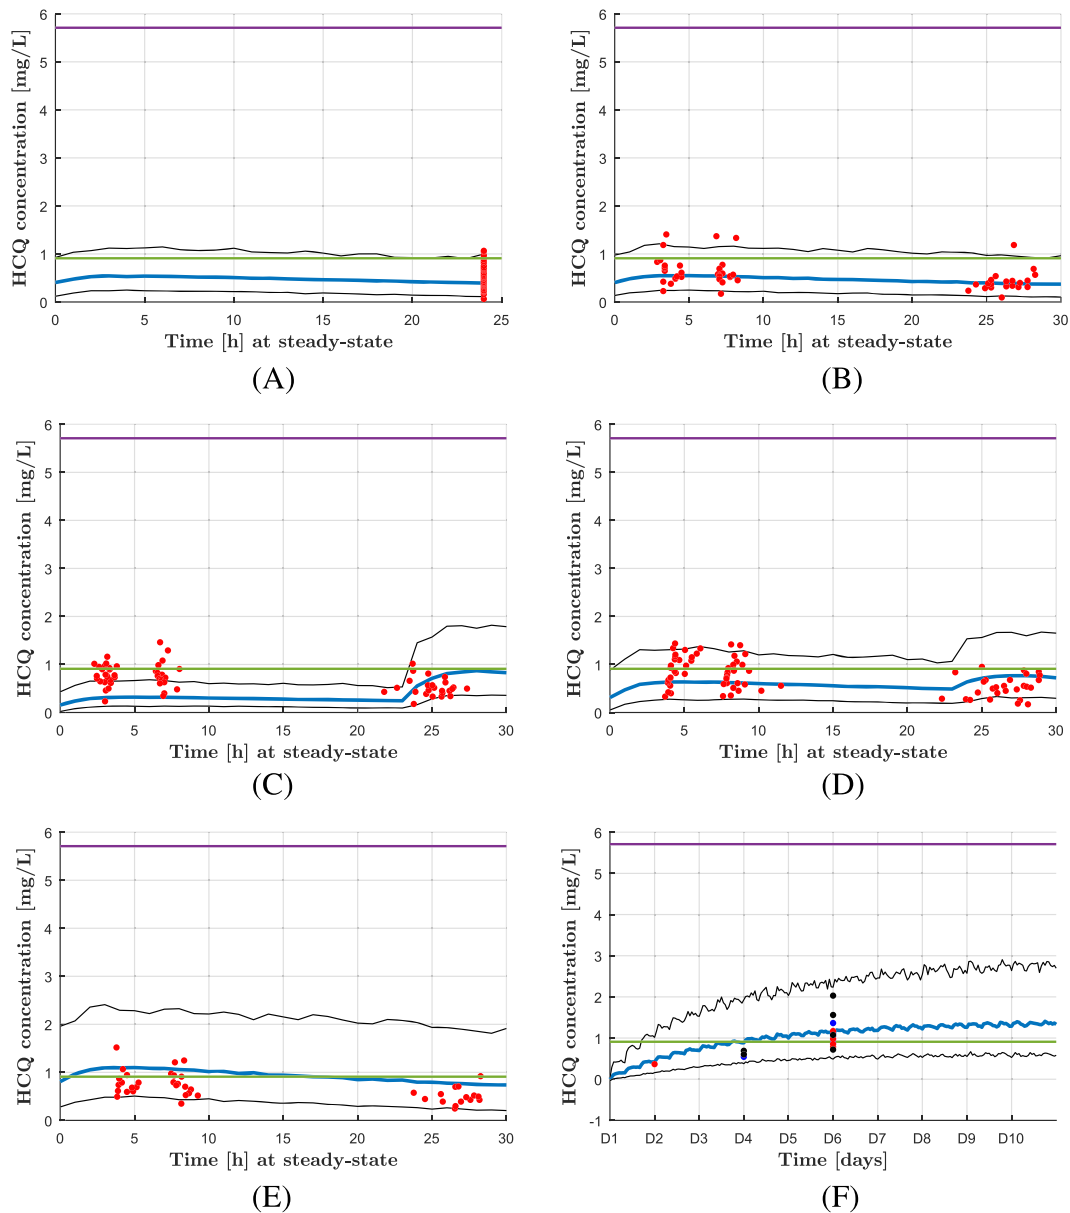 HCQ concentration [mg/L]
6
5
4
3
2
1
0
0 5 10 15 20 25
Time [h] at steady-state
(A)
HCQ concentration [mg/L]
6
5
4
3
2
1
0
0 5 10 15 20 25 30
Time [h] at steady-state
(B)
HCQ concentration [mg/L]
6
5
4
3
2
1
0
0 5 10 15 20 25 30
Time [h] at steady-state
(C)
HCQ concentration [mg/L]
6
5
4
3
2
1
0
0 5 10 15 20 25 30
Time [h] at steady-state
(D)
HCQ concentration [mg/L]
6
5
4
3
2
1
0
0 5 10 15 20 25 30
Time [h] at steady-state
(E)
HCQ concentration [mg/L]
6
5
4
3
2
1
0
-1
D1 D2 D3 D4 D5 D6 D7 D8 D9 D10
Time [days]
(F)